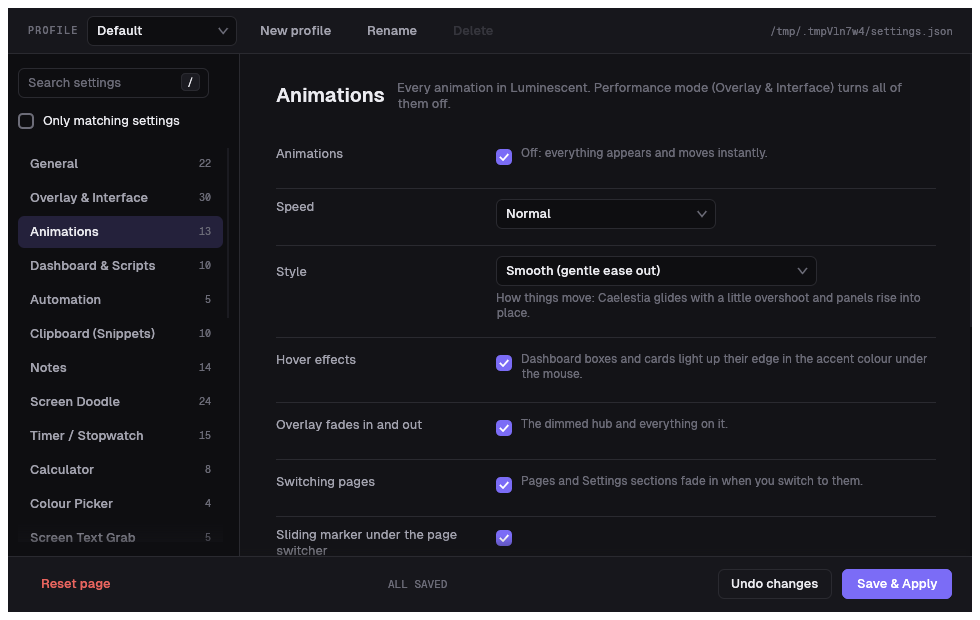 PROFILE Default New profile Rename Delete /tmp/.tmpVln7w4/settings.json
Search settings /
Only matching settings
General 22
Overlay & Interface 30
Animations 13
Dashboard & Scripts 10
Automation 5
Clipboard (Snippets) 10
Notes 14
Screen Doodle 24
Timer / Stopwatch 15
Calculator 8
Colour Picker 4
Screen Text Grab 5
Animations
Every animation in Luminescent. Performance mode (Overlay & Interface) turns all of
them off.
Animations
Off: everything appears and moves instantly.
Speed
Normal
Style
Smooth (gentle ease out)
How things move: Caelestia glides with a little overshoot and panels rise into
place.
Hover effects
Dashboard boxes and cards light up their edge in the accent colour under
the mouse.
Overlay fades in and out
The dimmed hub and everything on it.
Switching pages
Pages and Settings sections fade in when you switch to them.
Sliding marker under the page
switcher
Reset page ALL SAVED Undo changes Save & Apply